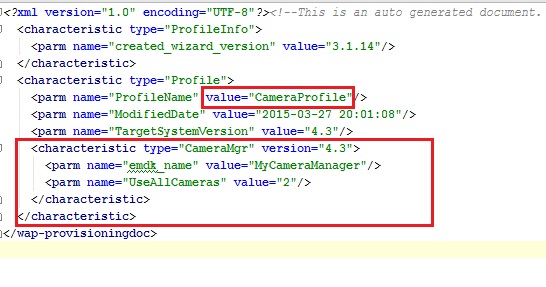 <?xml version="1.0" encoding="UTF-8"?><!--This is an auto generated document.
<characteristic type="ProfileInfo">
<parm name="created_wizard_version" value="3.1.14"/>
</characteristic>
<characteristic type="Profile">
<parm name="ProfileName" value="CameraProfile"/>
<parm name="ModifiedDate" value="2015-03-27 20:01:08"/>
<parm name="TargetSystemVersion" value="4.3"/>
<characteristic type="CameraMgr" version="4.3">
<parm name="emdk_name" value="MyCameraManager"/>
<parm name="UseAllCameras" value="2"/>
</characteristic>
</characteristic>
</wap-provisioningdoc>